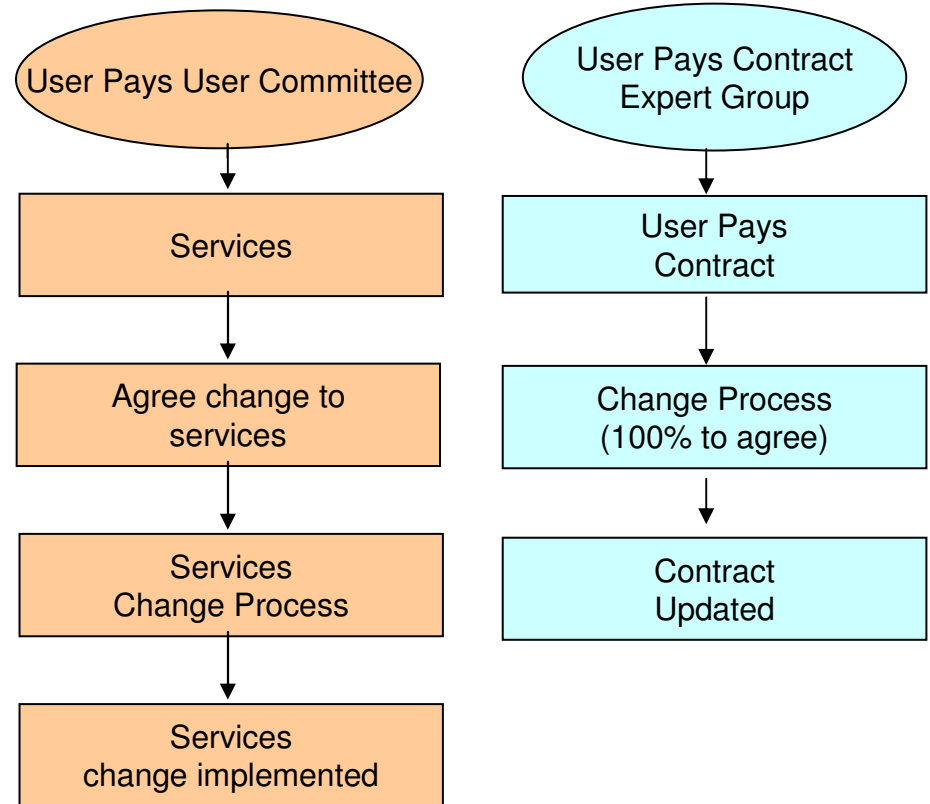 User Pays User Committee
Services
Agree change to
services
Services
Change Process
Services
change implemented
User Pays Contract
Expert Group
User Pays
Contract
Change Process
(100% to agree)
Contract
Updated